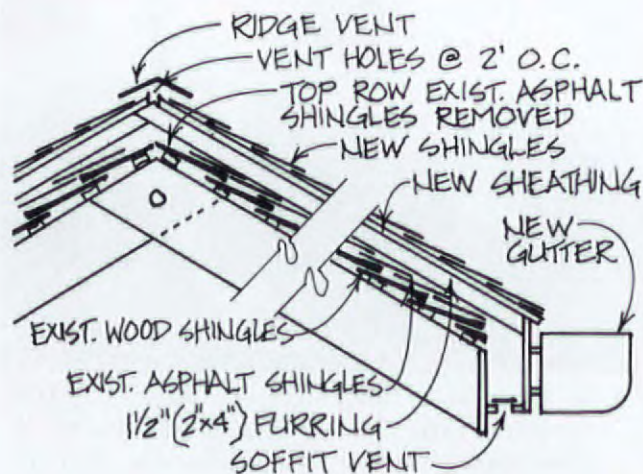 RIDGE VENT
VENT HOLES @ 2' O.C.
TOP ROW EXIST. ASPHALT
SHINGLES REMOVED
NEW SHINGLES
NEW SHEATHING
NEW
GUTTER
EXIST. WOOD SHINGLES
EXIST. ASPHALT SHINGLES
1½" (2"x4") FURRING
SOFFIT VENT